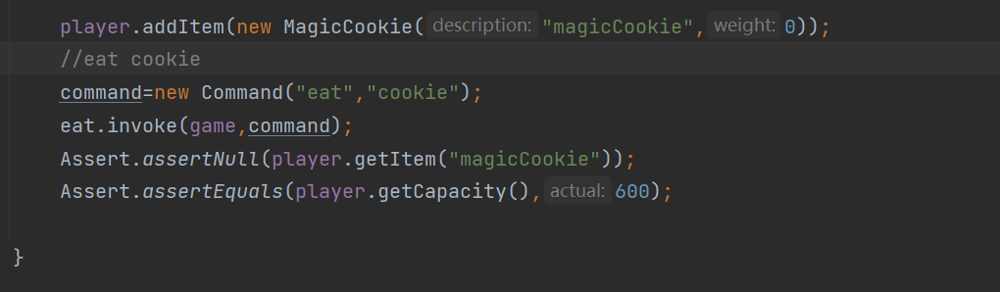 player.addItem(new MagicCookie( description: "magicCookie", weight: 0));
//eat cookie
command=new Command("eat","cookie");
eat.invoke(game,command);
Assert.assertNull(player.getItem("magicCookie"));
Assert.assertEquals(player.getCapacity(), actual: 600);
}